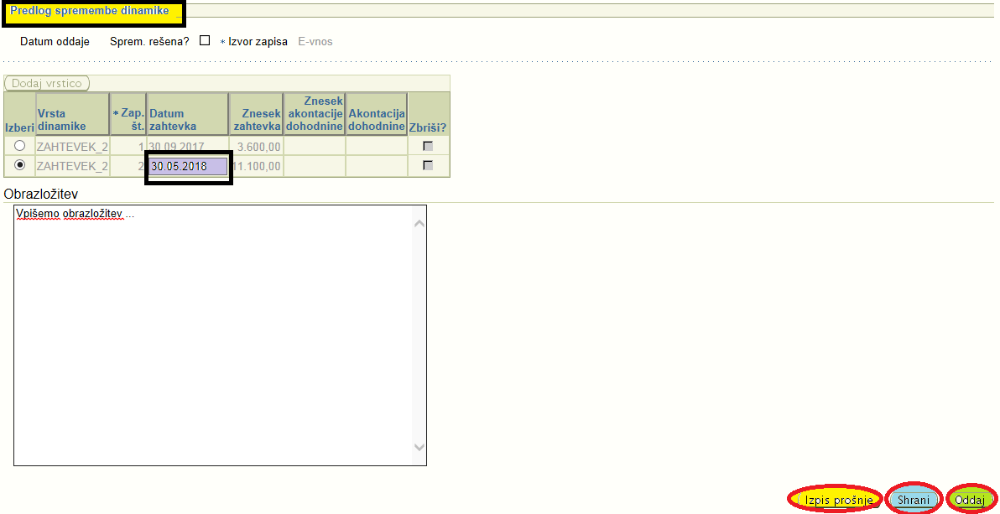 Predlog spremembe dinamike
Datum oddaje Sprem. rešena? * Izvor zapisa E-vnos
Dodaj vrstico
Izberi Vrsta dinamike * Zap. št. Datum zahtevka Znesek zahtevka Znesek akontacije dohodnine Akontacija dohodnine Zbriši?
ZAHTEVEK_2 1 30.09.2017 3.600,00
ZAHTEVEK_2 2 30.05.2018 11.100,00
Obrazložitev
Vpišemo obrazložitev ...
Izpis prošnje Shrani Oddaj